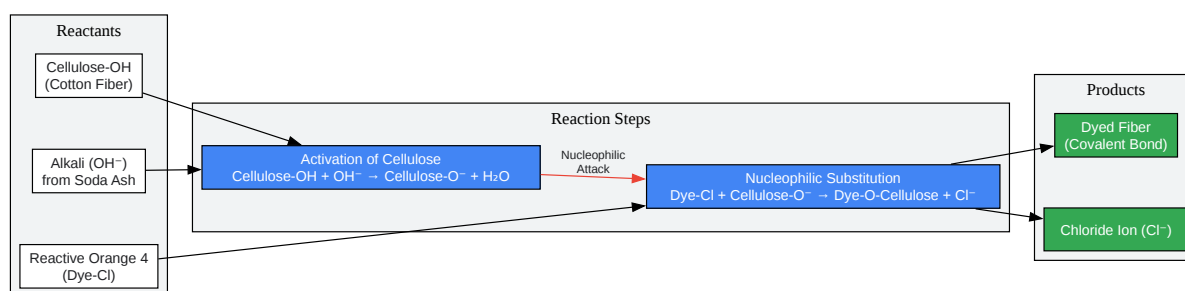 Reactants
Cellulose-OH
(Cotton Fiber)
Alkali (OH⁻)
from Soda Ash
Reactive Orange 4
(Dye-Cl)
Reaction Steps
Activation of Cellulose
Cellulose-OH + OH⁻ → Cellulose-O⁻ + H₂O
Nucleophilic
Attack
Nucleophilic Substitution
Dye-Cl + Cellulose-O⁻ → Dye-O-Cellulose + Cl⁻
Products
Dyed Fiber
(Covalent Bond)
Chloride Ion (Cl⁻)